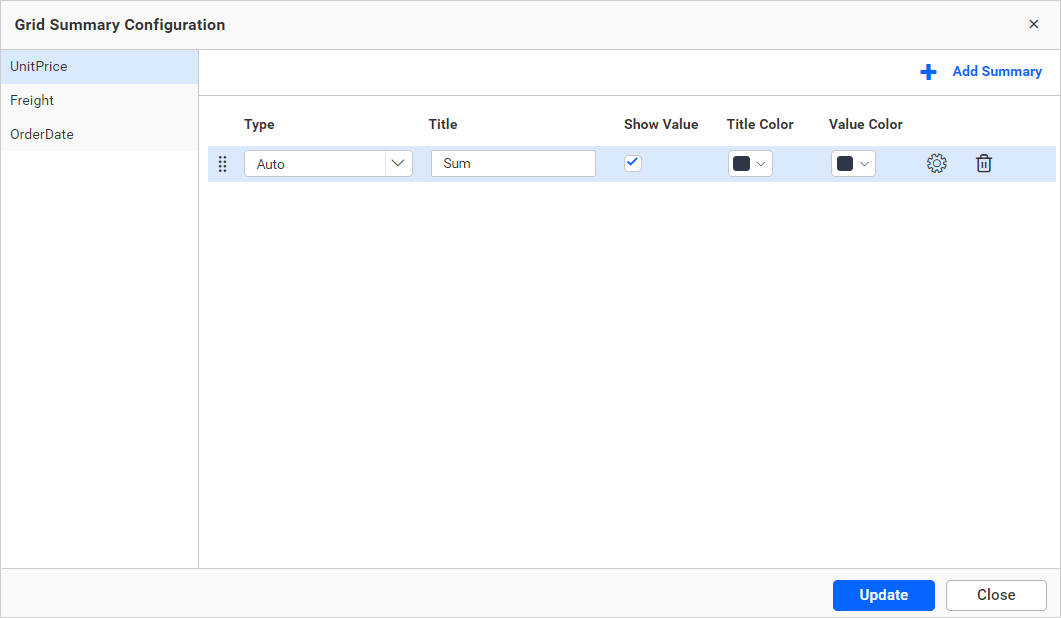 Grid Summary Configuration
UnitPrice
Freight
OrderDate
Add Summary
Type Title Show Value Title Color Value Color
Auto Sum
Update Close